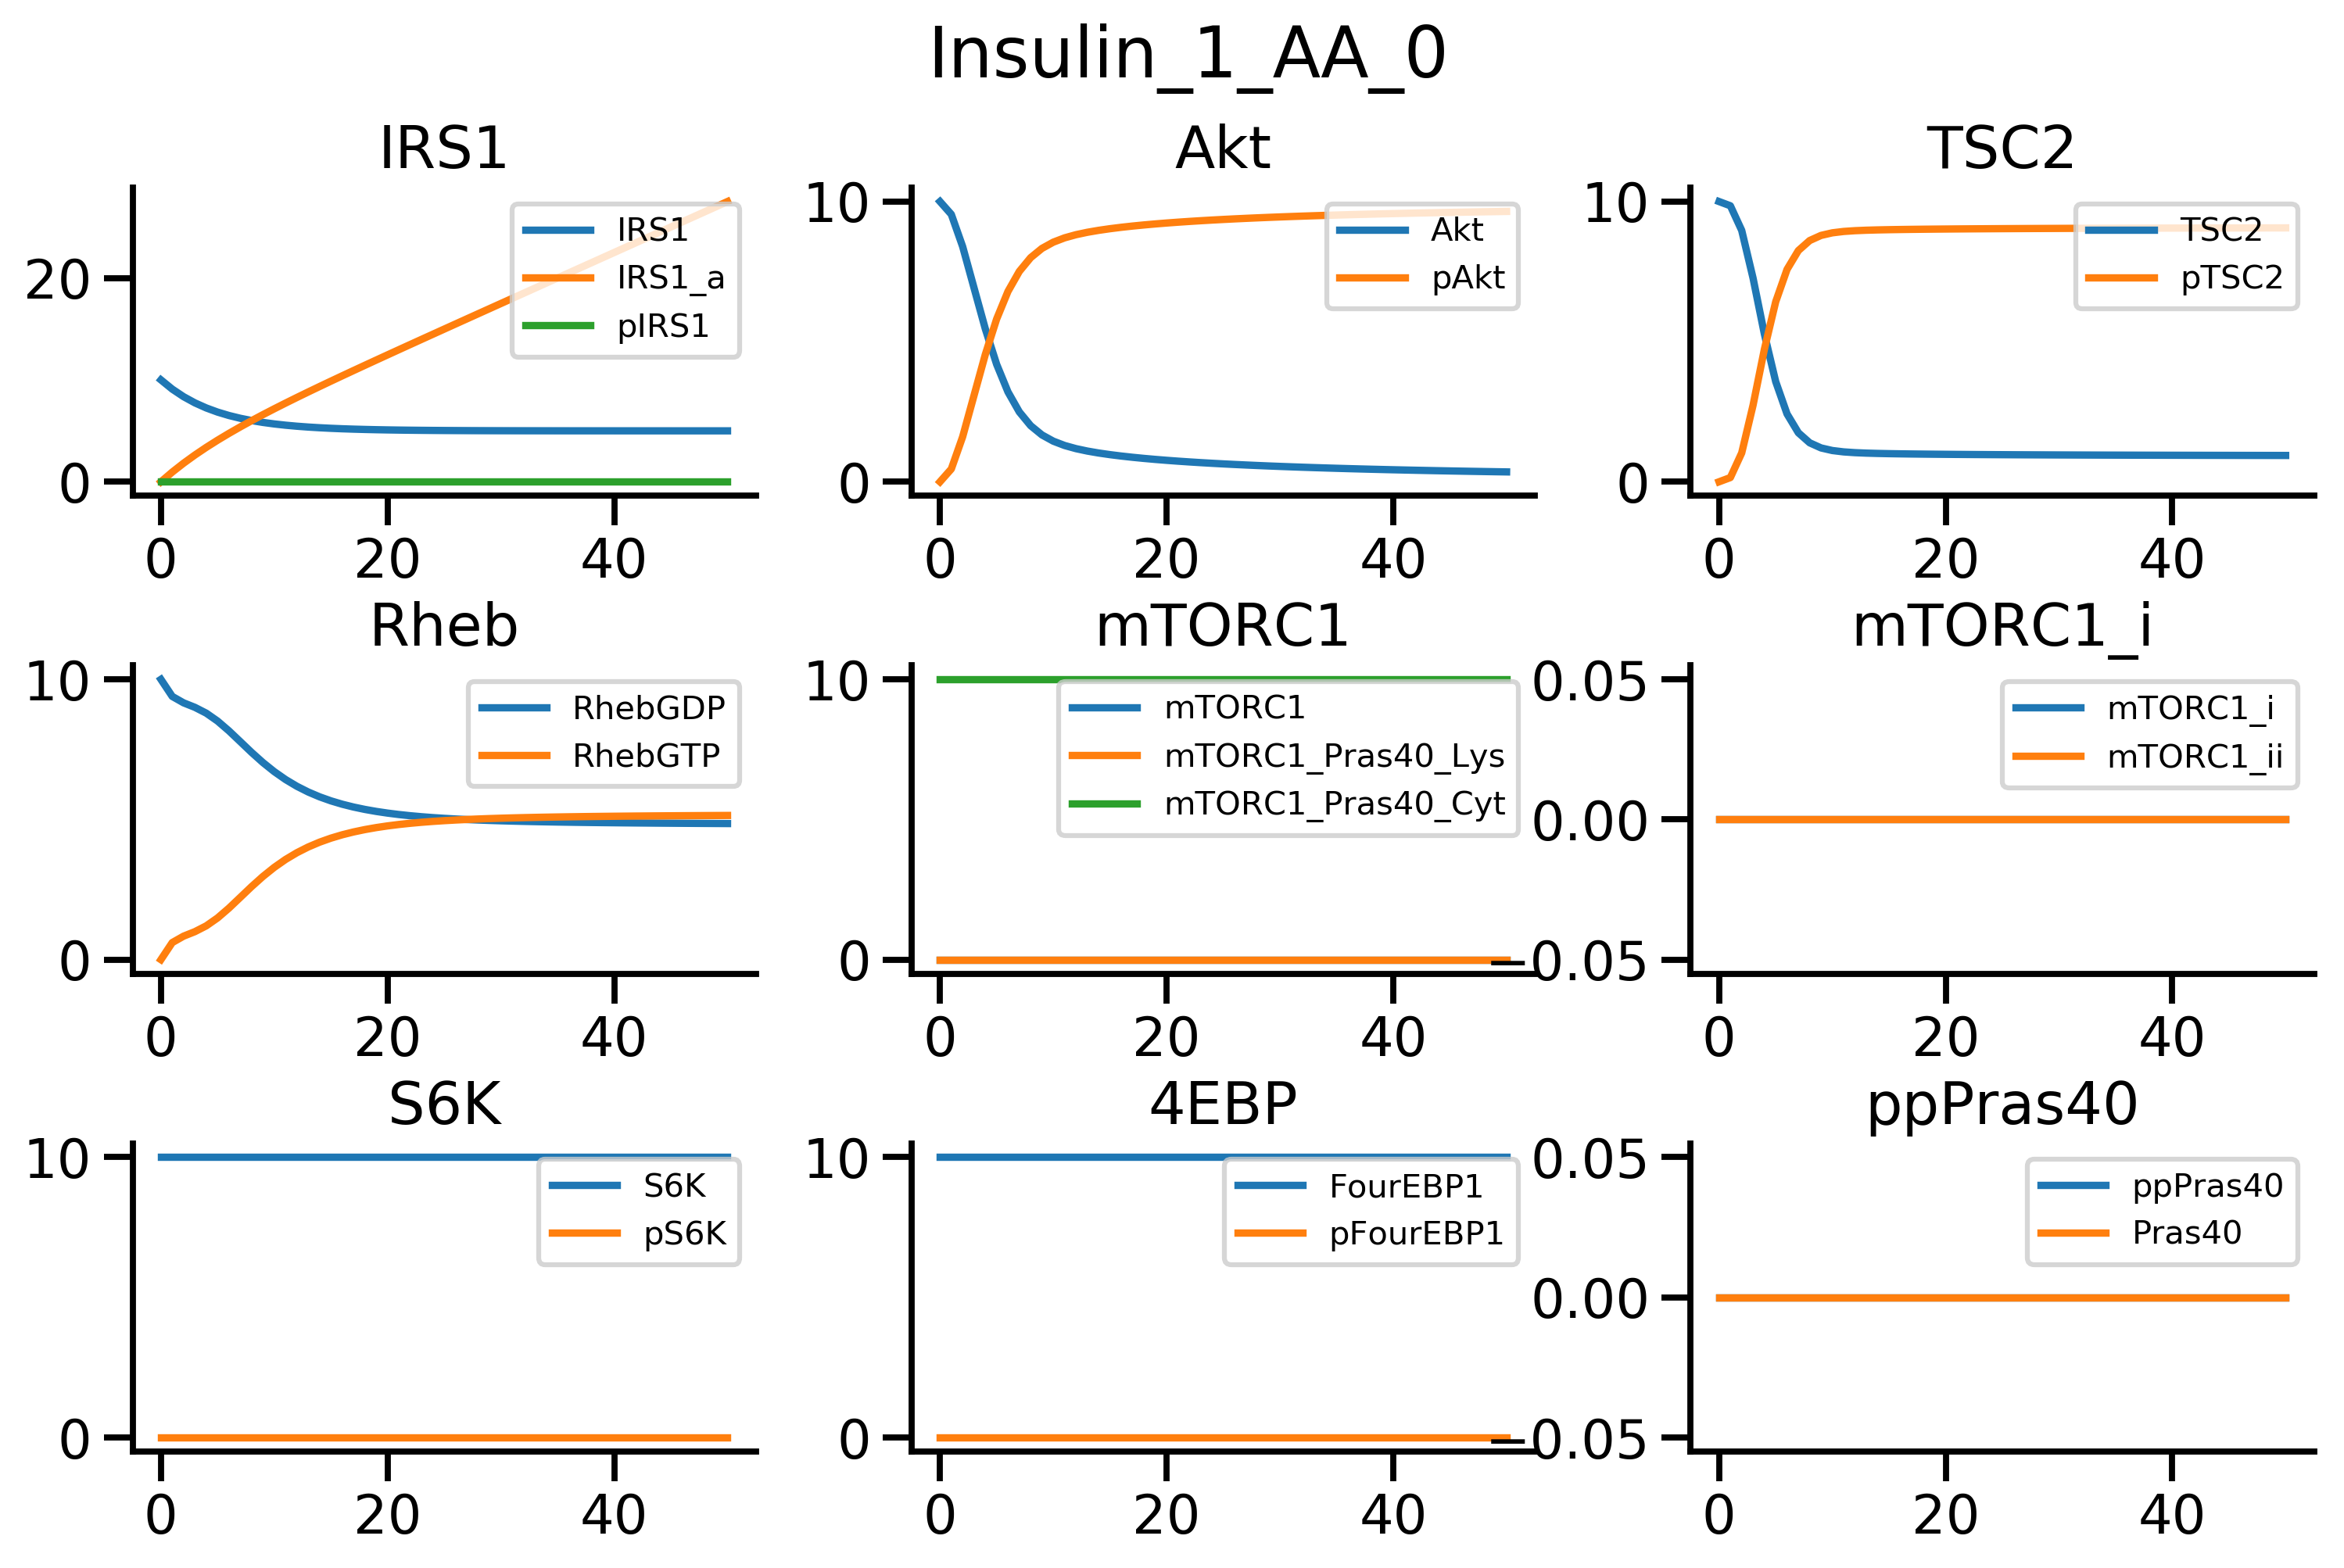 Insulin_1_AA_0
IRS1
Akt
TSC2
20
0
0
20
40
IRS1
IRS1_a
pIRS1
10
0
0
20
40
Akt
pAkt
10
0
0
20
40
TSC2
pTSC2
Rheb
mTORC1
mTORC1_i
10
0
0
20
40
RhebGDP
RhebGTP
10
0
0
20
40
mTORC1
mTORC1_Pras40_Lys
mTORC1_Pras40_Cyt
0.05
0.00
−0.05
0
20
40
mTORC1_i
mTORC1_ii
S6K
4EBP
ppPras40
10
0
0
20
40
S6K
pS6K
10
0
0
20
40
FourEBP1
pFourEBP1
0.05
0.00
−0.05
0
20
40
ppPras40
Pras40